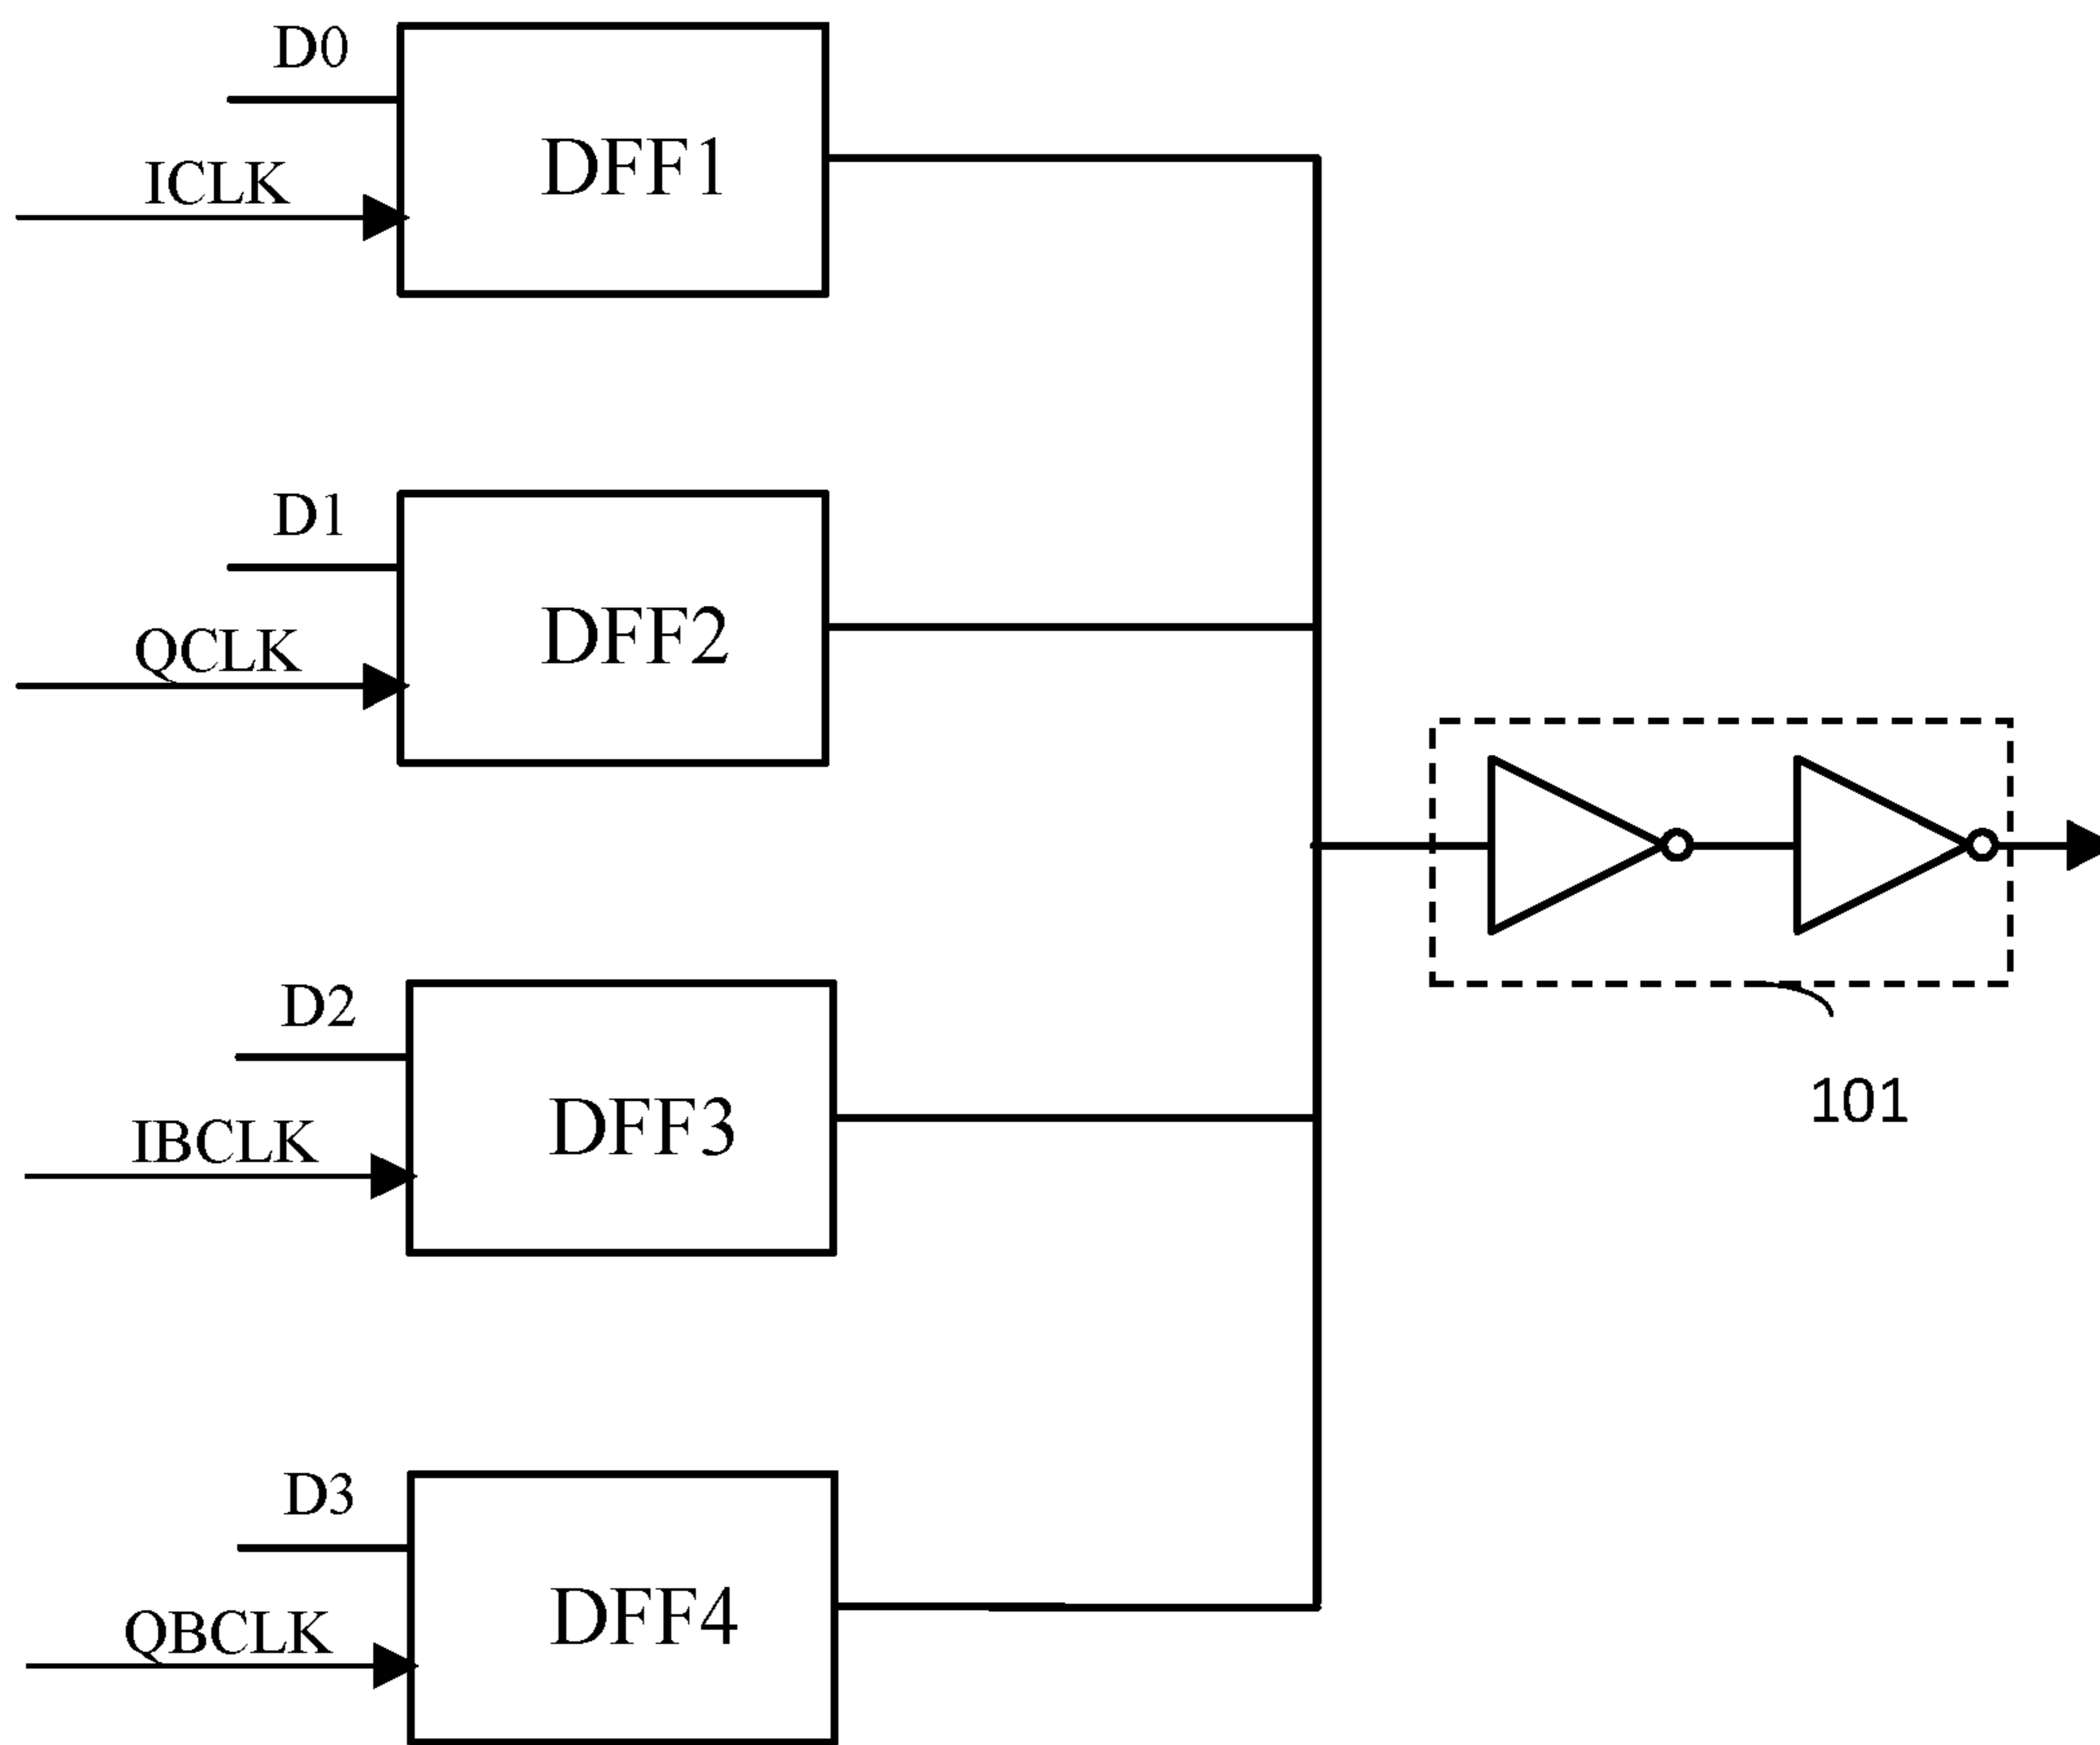 D0
ICLK
DFF1
D1
QCLK
DFF2
D2
IBCLK
DFF3
101
D3
QBCLK
DFF4